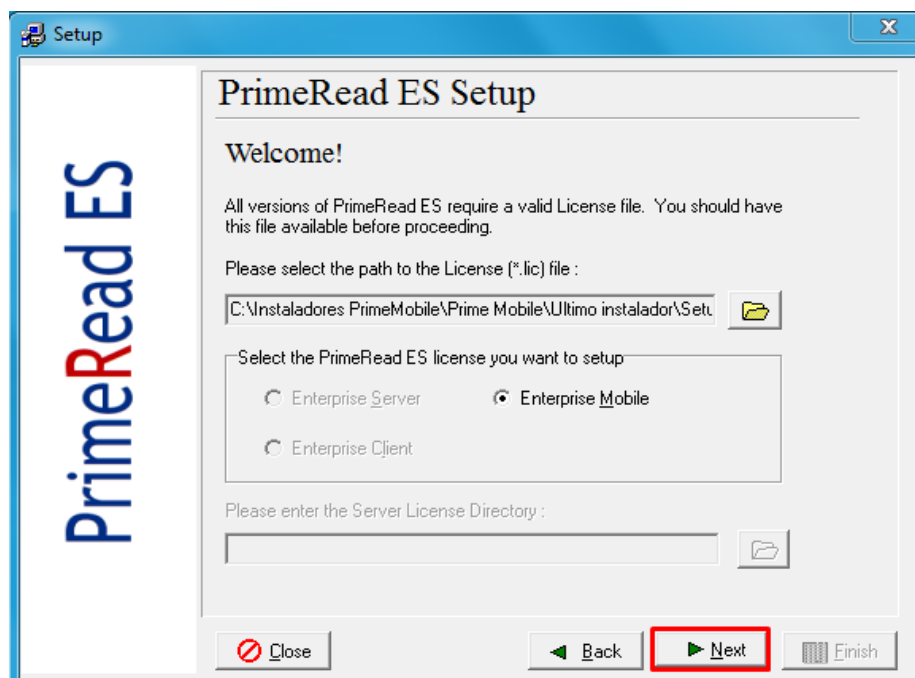 Setup
PrimeRead ES
PrimeRead ES Setup
Welcome!
All versions of PrimeRead ES require a valid License file. You should have
this file available before proceeding.
Please select the path to the License (*.lic) file :
C:\Instaladores PrimeMobile\Prime Mobile\Ultimo instalador\Setu
Select the PrimeRead ES license you want to setup
Enterprise Server
Enterprise Mobile
Enterprise Client
Please enter the Server License Directory :
Close
Back
Next
Finish